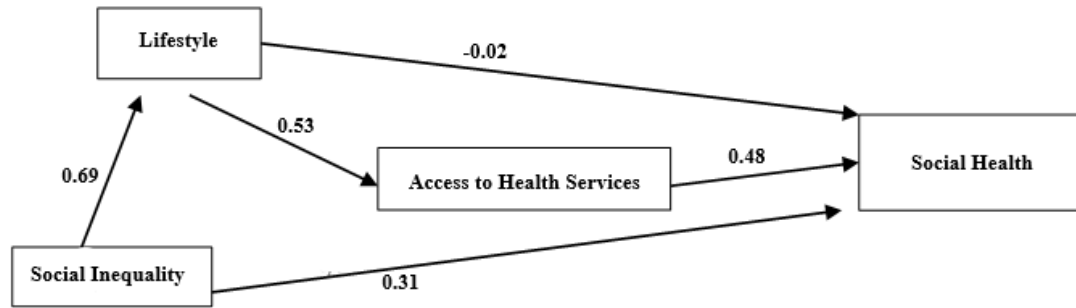 Lifestyle
-0.02
0.53
0.48
Social Health
0.69
Access to Health Services
Social Inequality
0.31